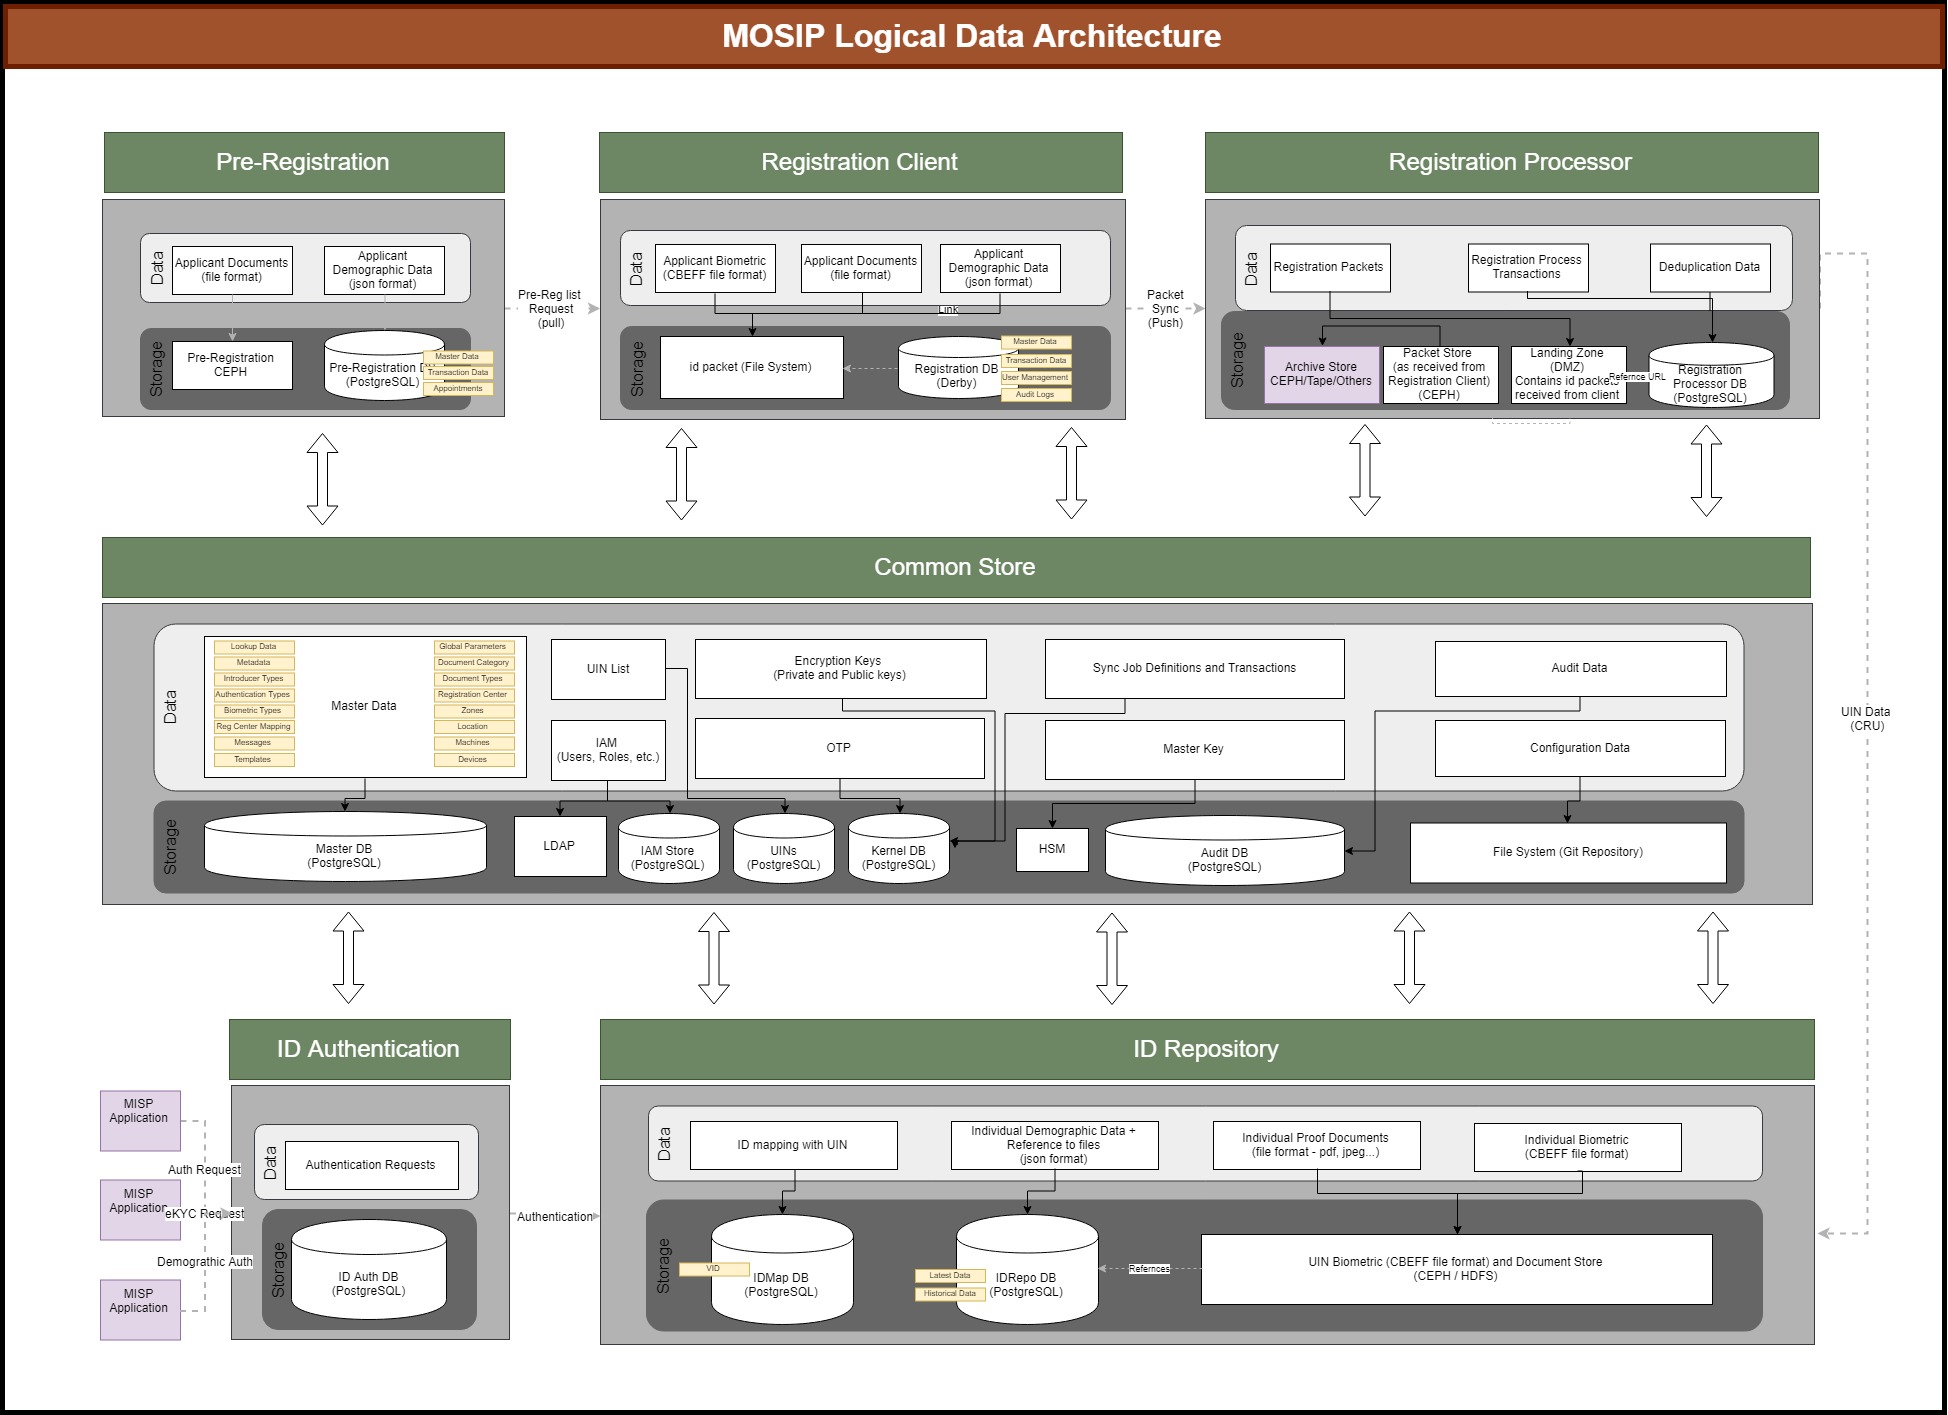 MOSIP Logical Data Architecture
Pre-Registration
Data
Applicant Documents
(file format)
Applicant
Demographic Data
(json format)
Storage
Pre-Registration
CEPH
Pre-Registration
(PostgreSQL)
Master Data
Transaction Data
Appointments
Pre-Reg list
Request
(pull)
Registration Client
Data
Applicant Biometric
(CBEFF file format)
Applicant Documents
(file format)
Applicant
Demographic Data
(json format)
Link
Storage
id packet (File System)
Registration DB
(Derby)
Master Data
Transaction Data
User Management
Audit Logs
Packet
Sync
(Push)
Registration Processor
Data
Registration Packets
Registration Process
Transactions
Deduplication Data
Storage
Archive Store
CEPH/Tape/Others
Packet Store
(as received from
Registration Client)
(CEPH)
Landing Zone
(DMZ)
Contains id packets
received from client
Refernce URL
Registration
Processor DB
(PostgreSQL)
UIN Data
(CRU)
Common Store
Data
Lookup Data
Metadata
Introducer Types
Authentication Types
Biometric Types
Reg Center Mapping
Messages
Templates
Master Data
Global Parameters
Document Category
Document Types
Registration Center
Zones
Location
Machines
Devices
UIN List
IAM
(Users, Roles, etc.)
Encryption Keys
(Private and Public keys)
OTP
Sync Job Definitions and Transactions
Master Key
Audit Data
Configuration Data
Storage
Master DB
(PostgreSQL)
LDAP
IAM Store
(PostgreSQL)
UINs
(PostgreSQL)
Kernel DB
(PostgreSQL)
HSM
Audit DB
(PostgreSQL)
File System (Git Repository)
ID Authentication
MISP
Application
Auth Request
MISP
Application
eKYC Request
Demograthic Auth
MISP
Application
Data
Authentication Requests
Storage
ID Auth DB
(PostgreSQL)
Authentication
ID Repository
Data
ID mapping with UIN
Individual Demographic Data +
Reference to files
(json format)
Individual Proof Documents
(file format - pdf, jpeg...)
Individual Biometric
(CBEFF file format)
Storage
VID
IDMap DB
(PostgreSQL)
Latest Data
Historical Data
IDRepo DB
(PostgreSQL)
Refernces
UIN Biometric (CBEFF file format) and Document Store
(CEPH / HDFS)